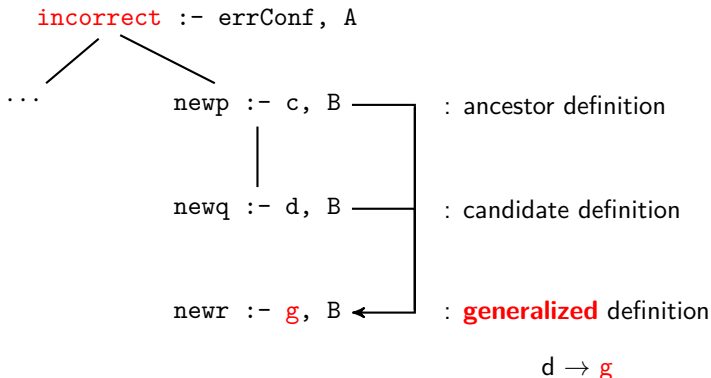 incorrect :- errConf, A
...
newp :- c, B : ancestor definition
newq :- d, B : candidate definition
newr :- g, B : generalized definition
d → g